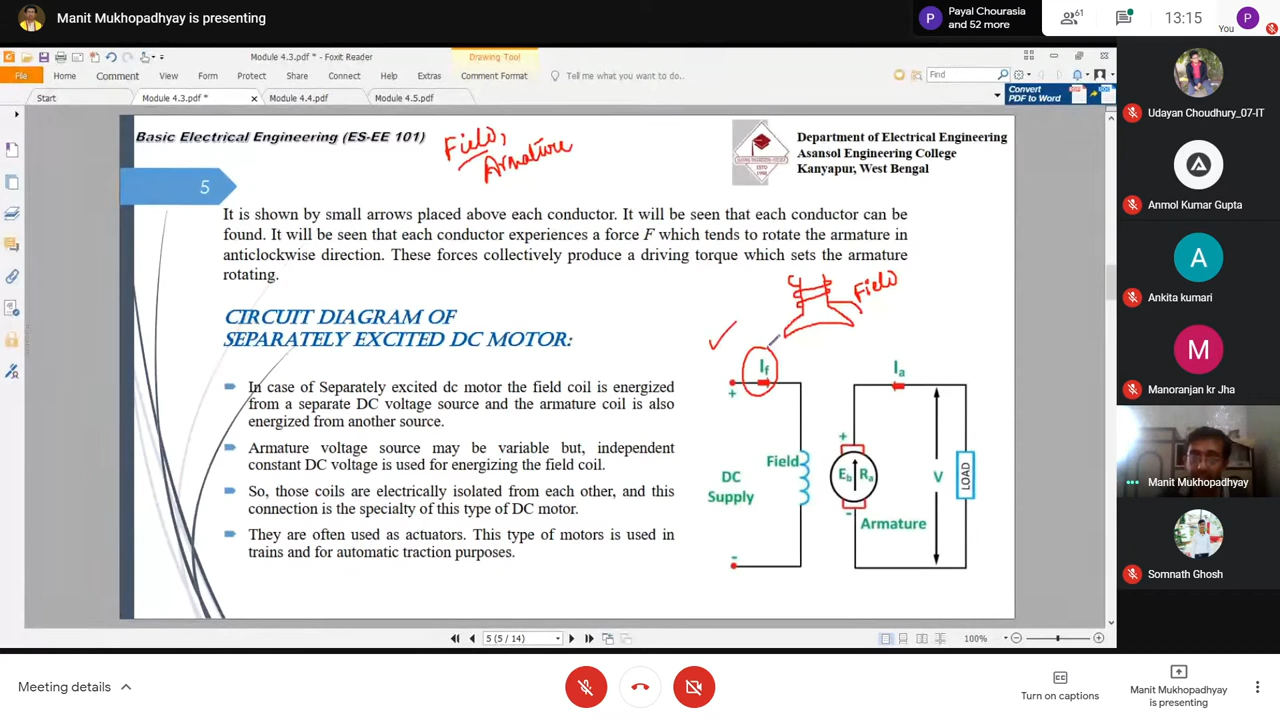 Manit Mukhopadhyay is presenting
P
Payal Chourasia
and 52 more
61
13:15
You
P
Module 4.3.pdf * - Foxit Reader
Drawing Tool
File
Home
Comment
View
Form
Protect
Share
Connect
Help
Extras
Comment Format
Tell me what you want to do..
Find
Start
Module 4.3.pdf *
Module 4.4.pdf
Module 4.5.pdf
Convert
PDF to Word
Basic Electrical Engineering (ES-EE 101)
Field,
Armature
Department of Electrical Engineering
Asansol Engineering College
Kanyapur, West Bengal
5
It is shown by small arrows placed above each conductor. It will be seen that each conductor can be
found. It will be seen that each conductor experiences a force F which tends to rotate the armature in
anticlockwise direction. These forces collectively produce a driving torque which sets the armature
rotating.
Field
CIRCUIT DIAGRAM OF
SEPARATELY EXCITED DC MOTOR:
In case of Separately excited dc motor the field coil is energized
from a separate DC voltage source and the armature coil is also
energized from another source.
Armature voltage source may be variable but, independent
constant DC voltage is used for energizing the field coil.
So, those coils are electrically isolated from each other, and this
connection is the specialty of this type of DC motor.
They are often used as actuators. This type of motors is used in
trains and for automatic traction purposes.
If
Ia
+
+
Field
DC
Supply
Eb
Ra
V
LOAD
-
Armature
-
5 (5 / 14)
100%
Udayan Choudhury_07-IT
Anmol Kumar Gupta
A
Ankita kumari
M
Manoranjan kr Jha
Manit Mukhopadhyay
Somnath Ghosh
Meeting details
Turn on captions
Manit Mukhopadhyay
is presenting